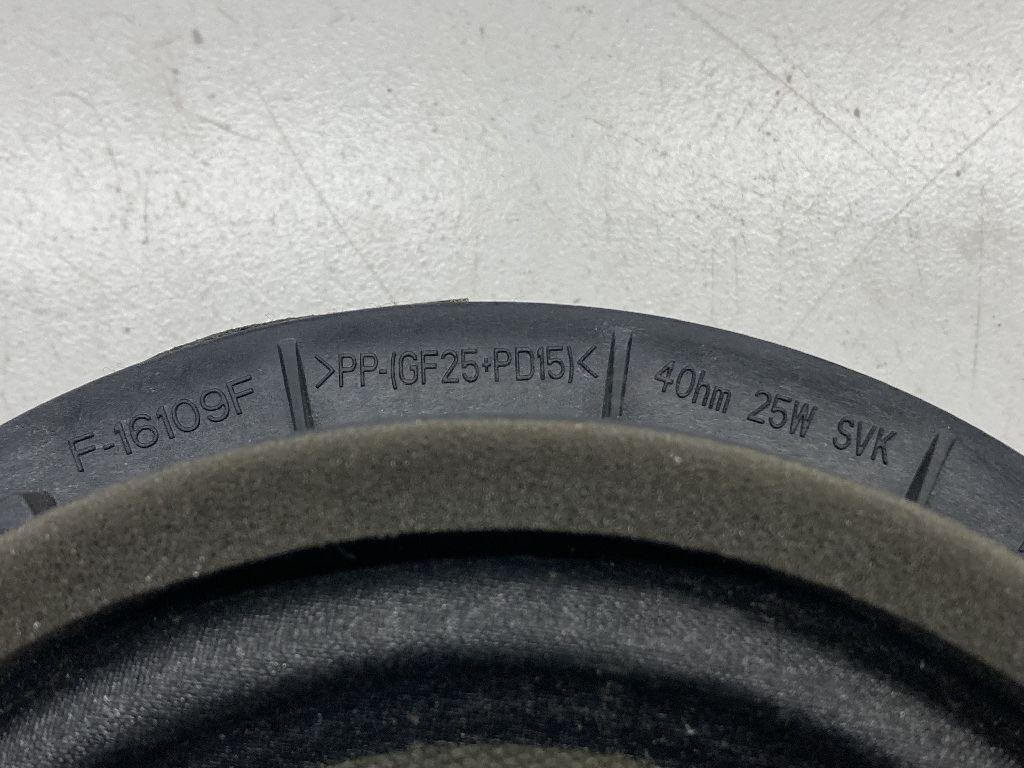 F-16109F
>PP-(GF25+PD15)<
4Ohm 25W SVK